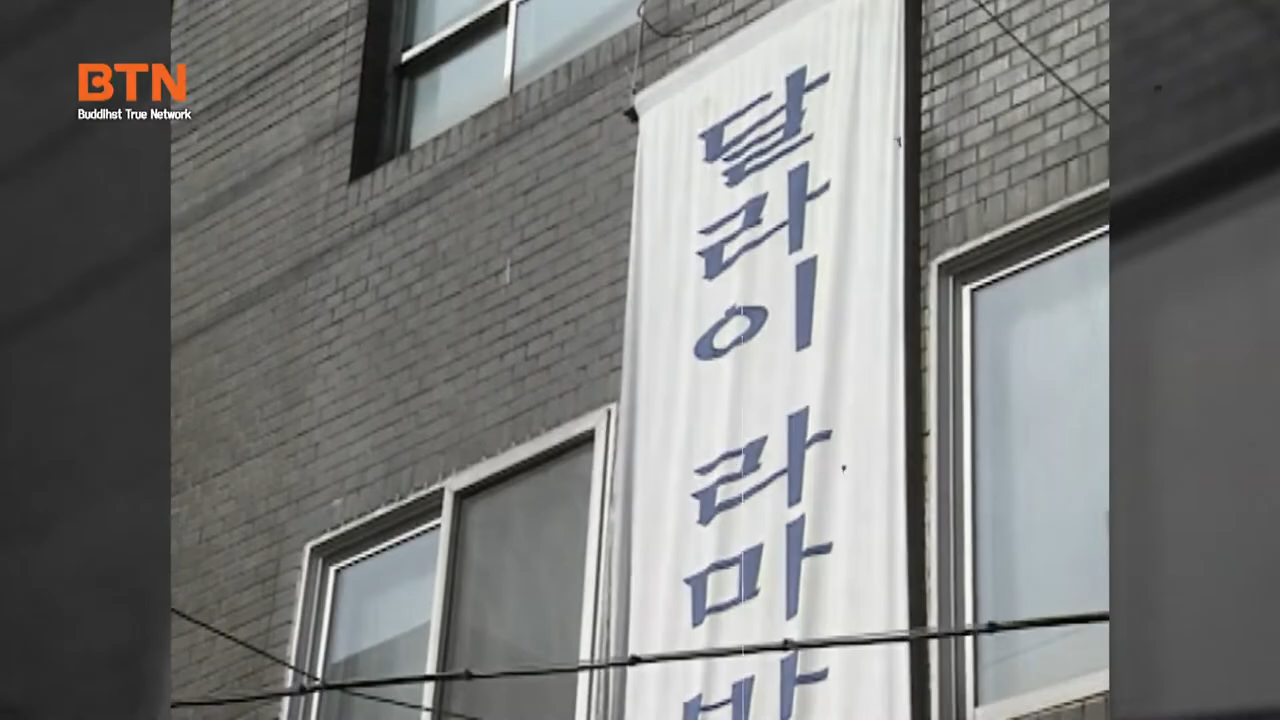 BTN
Buddhist True Network
달라이 라마